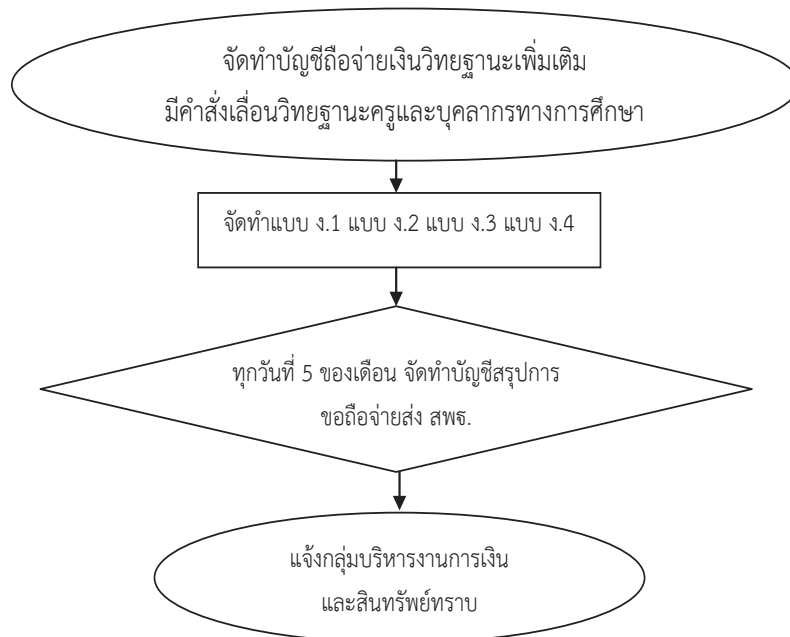 จัดทำบัญชีถือจ่ายเงินวิทยฐานะเพิ่มเติม
มีคำสั่งเลื่อนวิทยฐานะครูและบุคลากรทางการศึกษา
จัดทำแบบ ง.1 แบบ ง.2 แบบ ง.3 แบบ ง.4
ทุกวันที่ 5 ของเดือน จัดทำบัญชีสรุปการ
ขอถือจ่ายส่ง สพฐ.
แจ้งกลุ่มบริหารงานการเงิน
และสินทรัพย์ทราบ